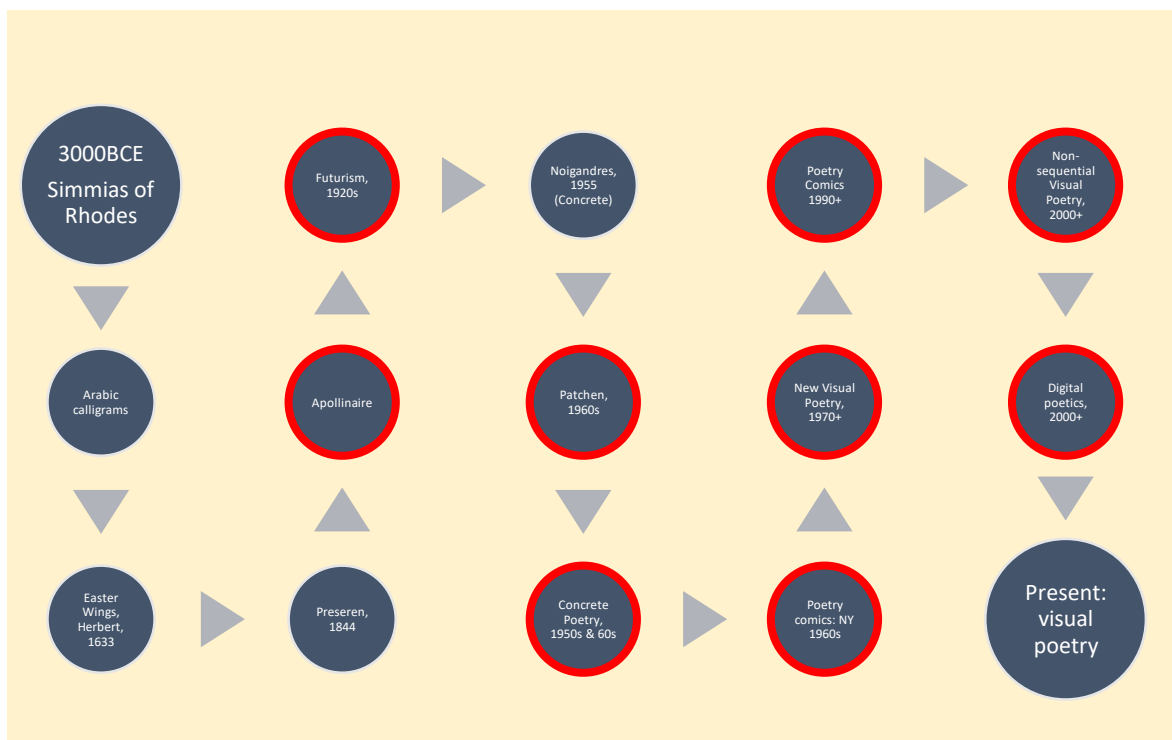 3000BCE
Simmias of
Rhodes
Arabic
calligrams
Easter
Wings,
Herbert,
1633
Preseren,
1844
Apollinaire
Futurism,
1920s
Noigandres,
1955
(Concrete)
Patchen,
1960s
Concrete
Poetry,
1950s & 60s
Poetry
comics: NY
1960s
New Visual
Poetry,
1970+
Poetry
Comics
1990+
Non-
sequential
Visual
Poetry,
2000+
Digital
poetics,
2000+
Present:
visual
poetry